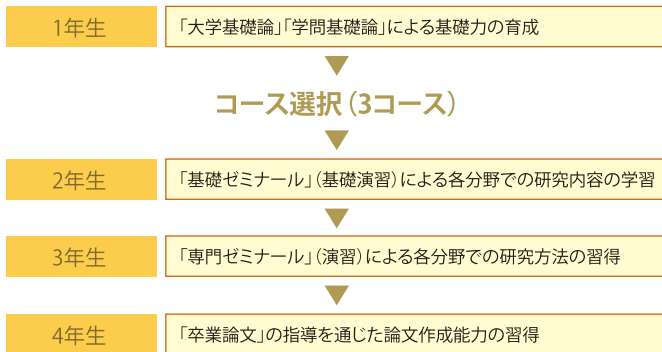 1年生
「大学基礎論」「学問基礎論」による基礎力の育成
コース選択（3コース）
2年生
「基礎ゼミナール」（基礎演習）による各分野での研究内容の学習
3年生
「専門ゼミナール」（演習）による各分野での研究方法の習得
4年生
「卒業論文」の指導を通じた論文作成能力の習得